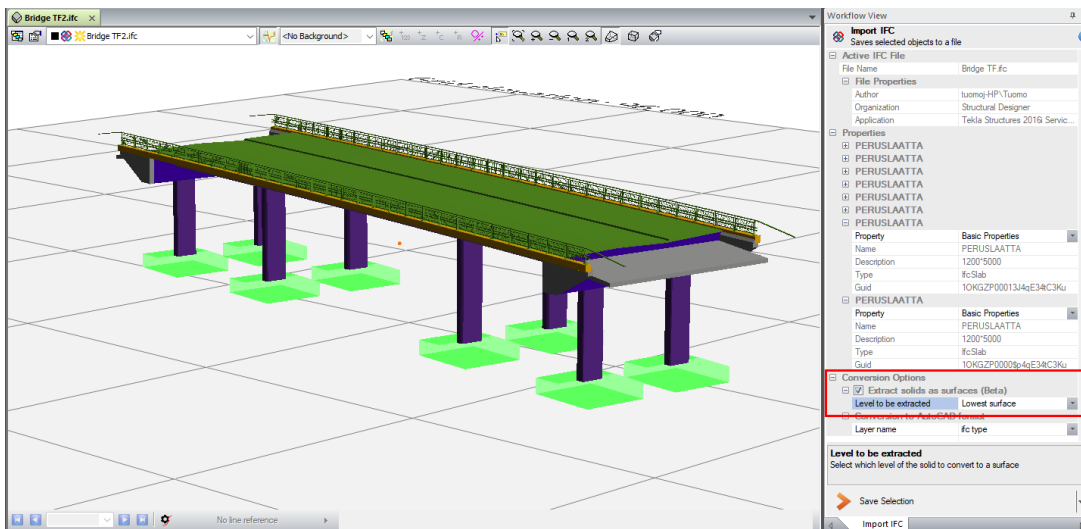 Bridge TF2.ifc
Workflow View
Bridge TF2.ifc
<No Background>
Import IFC
Saves selected objects to a file
Active IFC File
File Name Bridge TF.ifc
File Properties
Author tuomoj-HP\Tuomo
Organization Structural Designer
Application Tekla Structures 2016i Servic...
Properties
PERUSLAATTA
PERUSLAATTA
PERUSLAATTA
PERUSLAATTA
PERUSLAATTA
PERUSLAATTA
PERUSLAATTA
Property Basic Properties
Name PERUSLAATTA
Description 1200*5000
Type IfcSlab
Guid 1OKGZP00013J4qE34tC3Ku
PERUSLAATTA
Property Basic Properties
Name PERUSLAATTA
Description 1200*5000
Type IfcSlab
Guid 1OKGZP0000$p4qE34tC3Ku
Conversion Options
Extract solids as surfaces (Beta)
Level to be extracted Lowest surface
Conversion to AutoCAD format
Layer name ifc type
Level to be extracted
Select which level of the solid to convert to a surface
Save Selection
No line reference
Import IFC